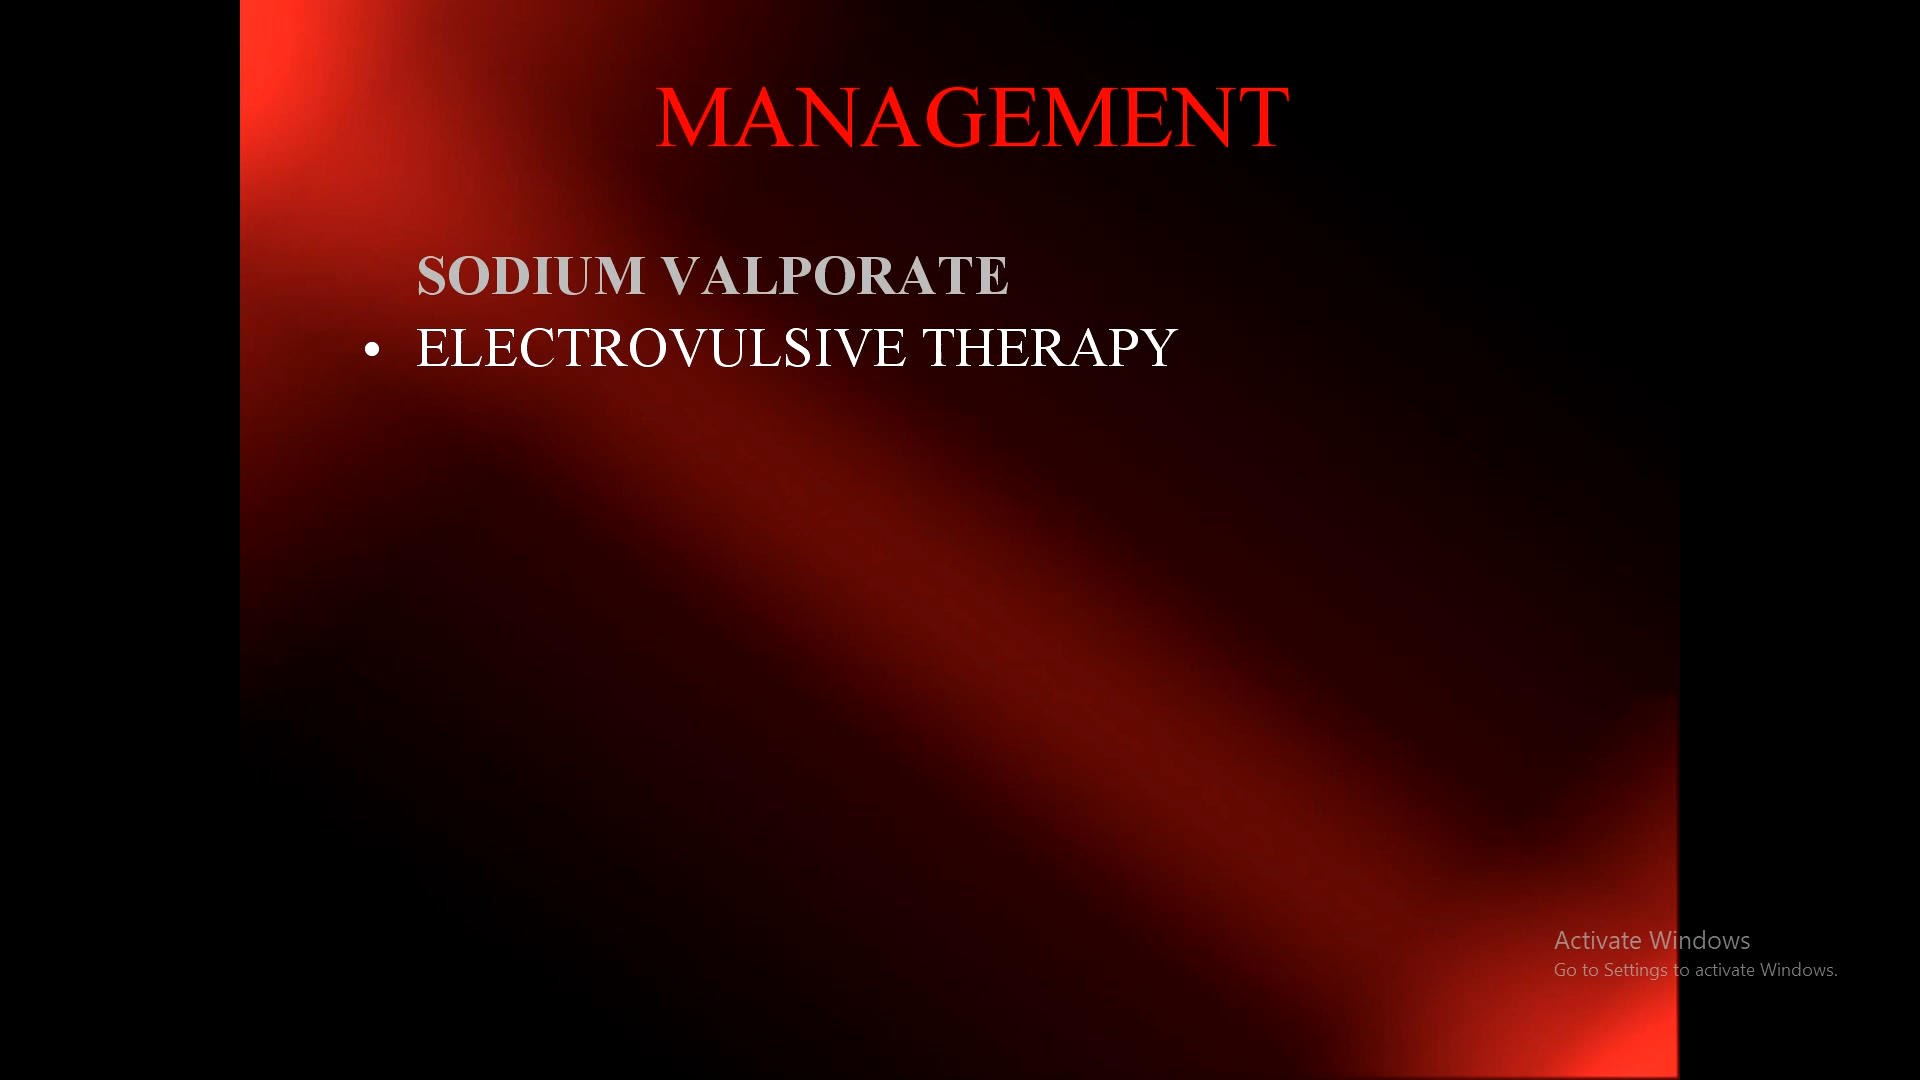 MANAGEMENT
SODIUM VALPORATE
• ELECTROVULSIVE THERAPY
Activate Windows
Go to Settings to activate Windows.